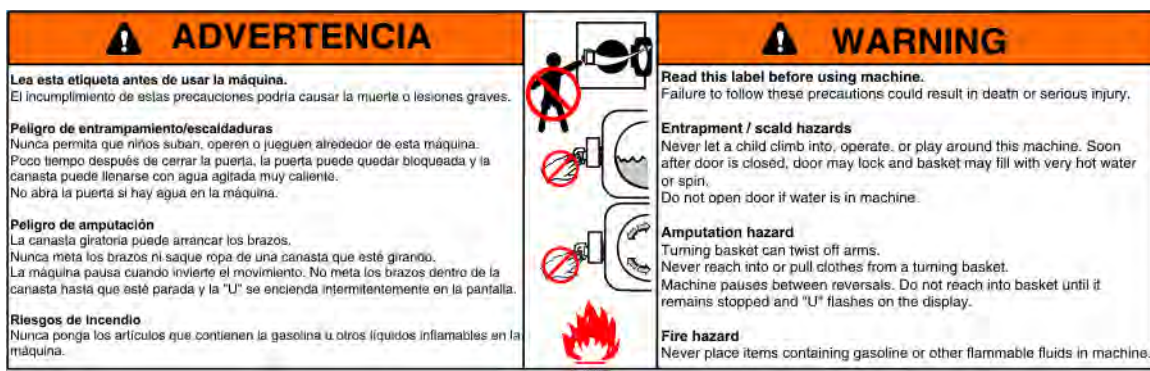 ADVERTENCIA
Lea esta etiqueta antes de usar la máquina.
El incumplimiento de estas precauciones podría causar la muerte o lesiones graves.
Peligro de entrampamiento/escaldaduras
Nunca permita que niños suban, operen o jueguen alrededor de esta máquina.
Poco tiempo después de cerrar la puerta, la puerta puede quedar bloqueada y la
canasta puede llenarse con agua agitada muy caliente.
No abra la puerta si hay agua en la máquina.
Peligro de amputación
La canasta giratoria puede arrancar los brazos.
Nunca meta los brazos ni saque ropa de una canasta que esté girando.
La máquina pausa cuando invierte el movimiento. No meta los brazos dentro de la
canasta hasta que esté parada y la "U" se encienda intermitentemente en la pantalla.
Riesgos de Incendio
Nunca ponga los artículos que contienen la gasolina u otros líquidos inflamables en la
máquina.
WARNING
Read this label before using machine.
Failure to follow these precautions could result in death or serious injury.
Entrapment / scald hazards
Never let a child climb into, operate, or play around this machine. Soon
after door is closed, door may lock and basket may fill with very hot water
or spin.
Do not open door if water is in machine.
Amputation hazard
Turning basket can twist off arms.
Never reach into or pull clothes from a turning basket.
Machine pauses between reversals. Do not reach into basket until it
remains stopped and "U" flashes on the display.
Fire hazard
Never place items containing gasoline or other flammable fluids in machine.